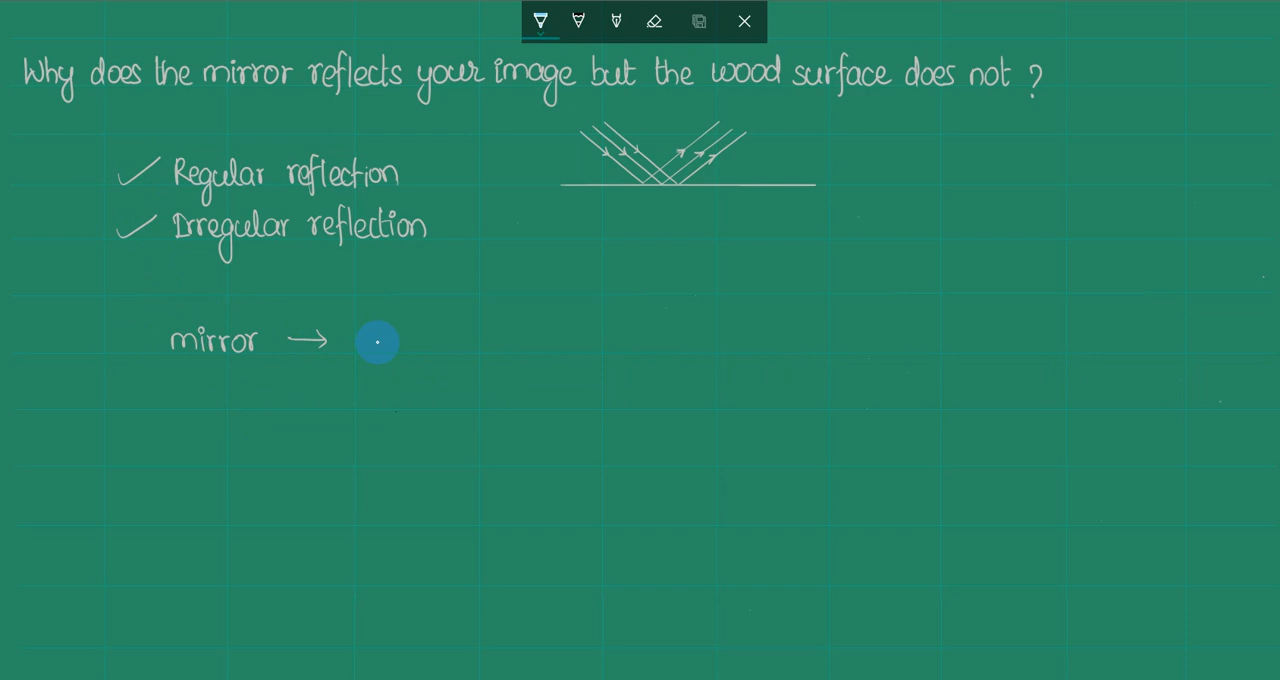 Why does the mirror reflects your image but the wood surface does not ?
Regular reflection
Irregular reflection
mirror →